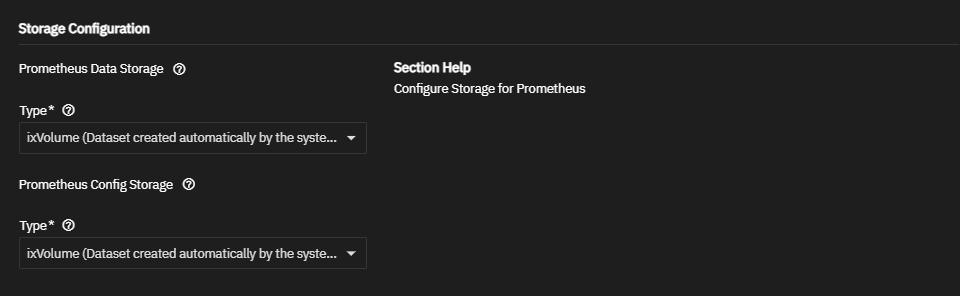 Storage Configuration
Prometheus Data Storage
Type*
ixVolume (Dataset created automatically by the syste...
Prometheus Config Storage
Type*
ixVolume (Dataset created automatically by the syste...
Section Help
Configure Storage for Prometheus